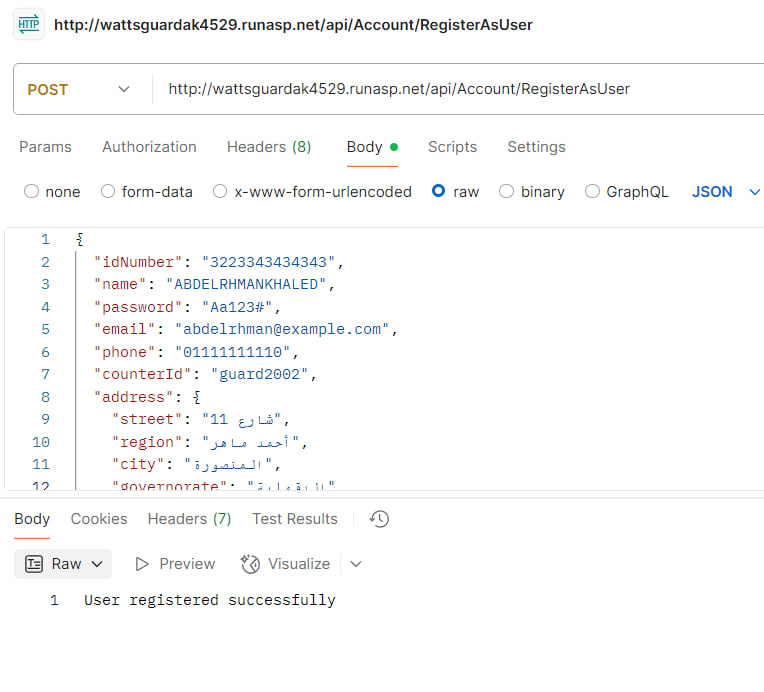 HTTP http://wattsguardak4529.runasp.net/api/Account/RegisterAsUser
POST http://wattsguardak4529.runasp.net/api/Account/RegisterAsUser
Params Authorization Headers (8) Body Scripts Settings
none form-data x-www-form-urlencoded raw binary GraphQL JSON
1 {
2 "idNumber": "3223343434343",
3 "name": "ABDELRHMANKHALED",
4 "password": "Aa123#",
5 "email": "abdelrhman@example.com",
6 "phone": "01111111110",
7 "counterId": "guard2002",
8 "address": {
9 "street": "11 شارع",
10 "region": "أحمد ماهر",
11 "city": "المنصورة",
12 "governorate": "الدقهلية"
Body Cookies Headers (7) Test Results
Raw Preview Visualize
1 User registered successfully